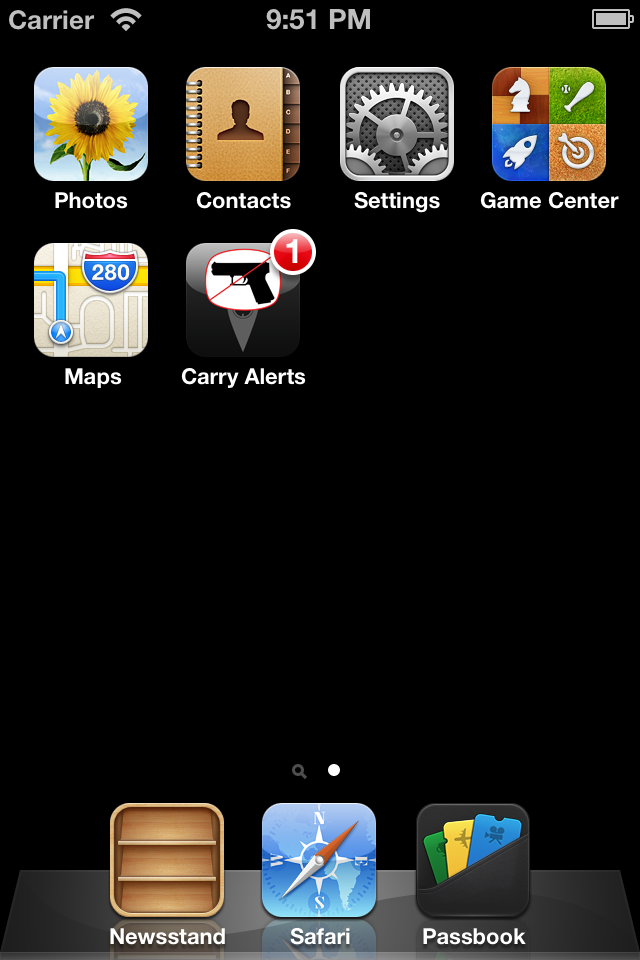 Carrier 9:51 PM
A
B
C
D
E
F
Photos Contacts Settings Game Center
280
1
Maps Carry Alerts
N
W E
S
Newsstand Safari Passbook